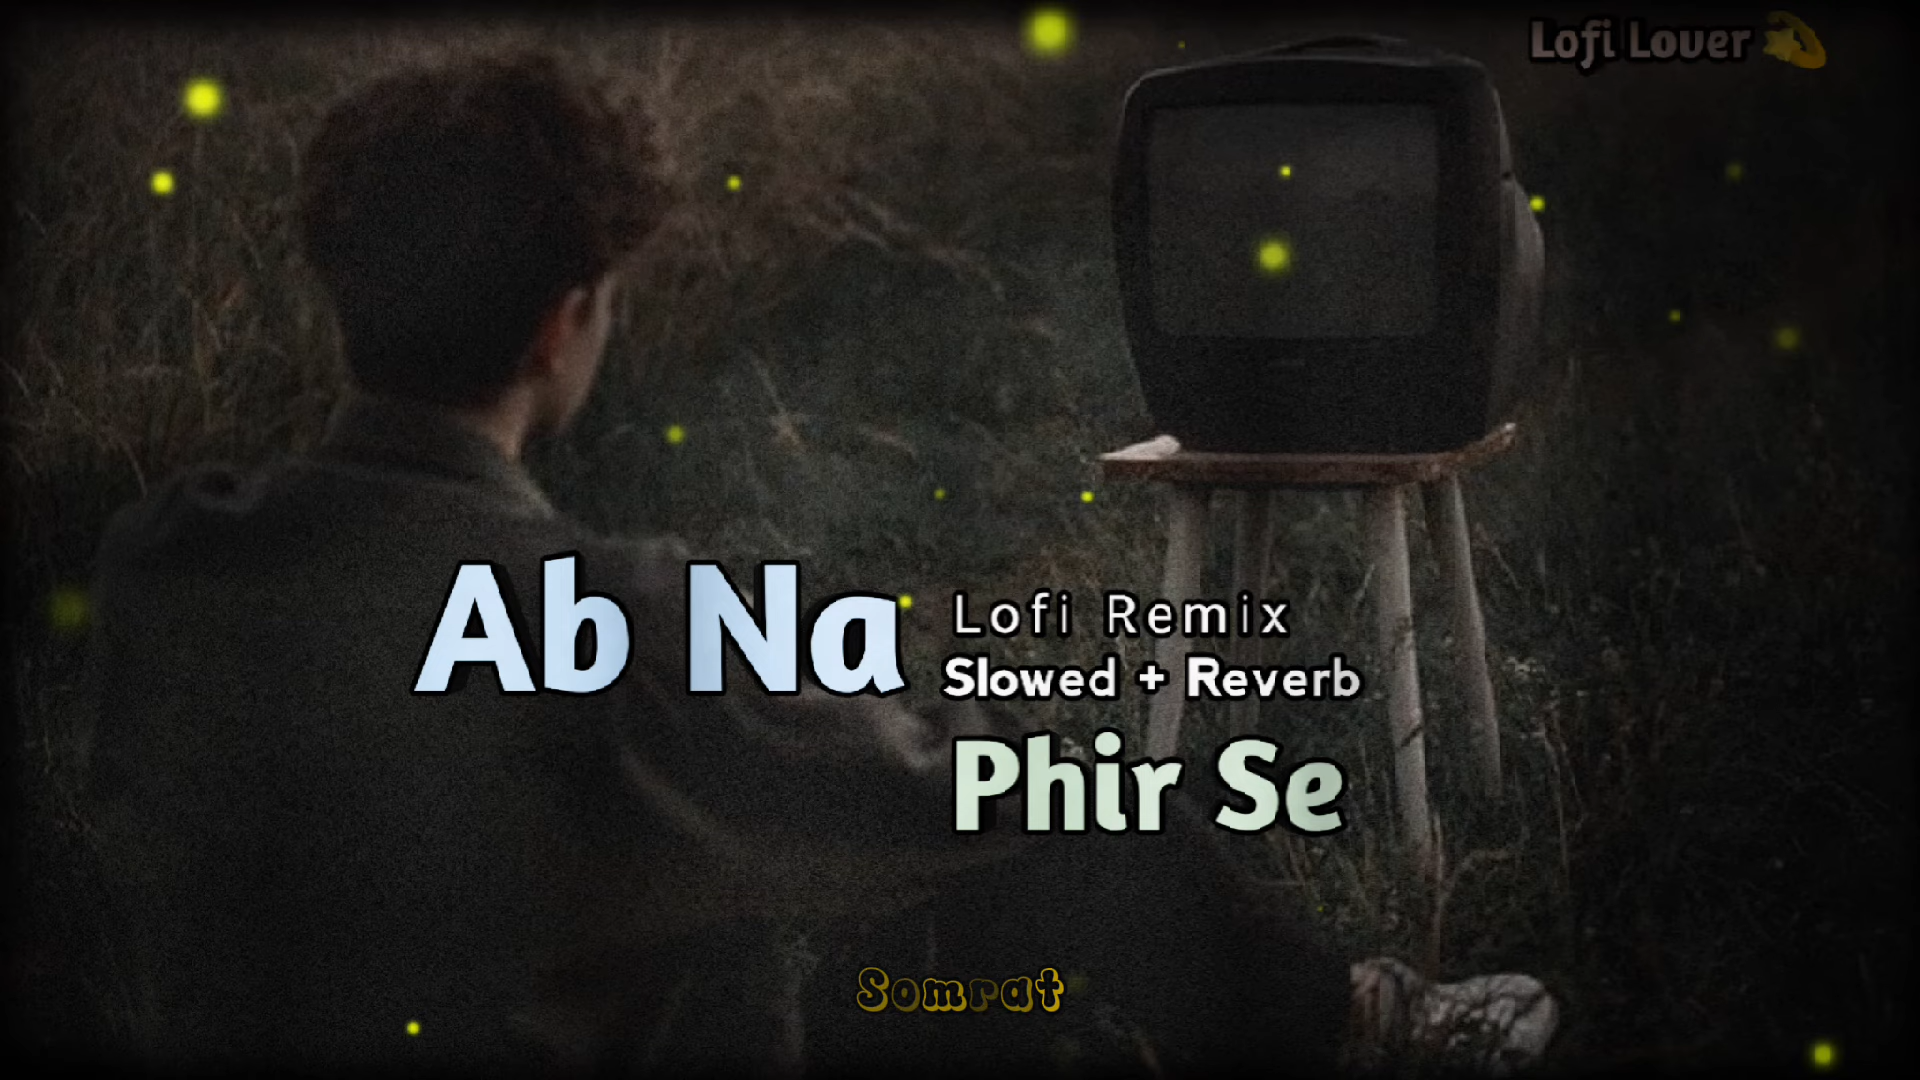 Lofi Lover
Ab Na
Lofi Remix
Slowed + Reverb
Phir Se
Somrat